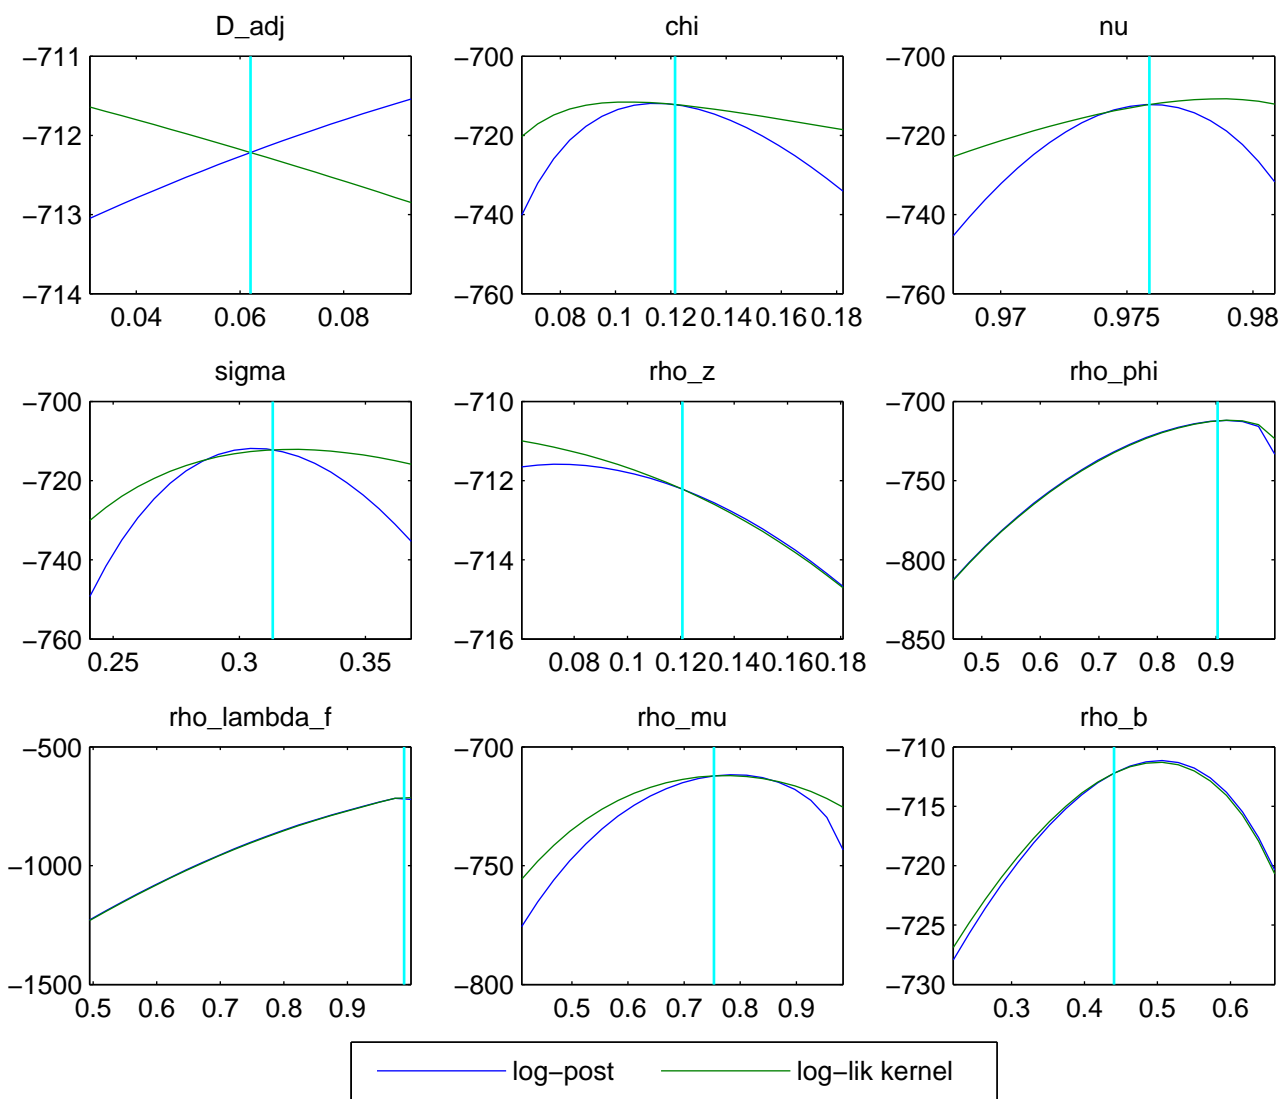 D_adj
−711
−712
−713
−714
0.04 0.06 0.08
chi
−700
−720
−740
−760
0.08 0.1 0.12 0.14 0.16 0.18
nu
−700
−720
−740
−760
0.97 0.975 0.98
sigma
−700
−720
−740
−760
0.25 0.3 0.35
rho_z
−710
−712
−714
−716
0.08 0.1 0.12 0.14 0.16 0.18
rho_phi
−700
−750
−800
−850
0.5 0.6 0.7 0.8 0.9
rho_lambda_f
−500
−1000
−1500
0.5 0.6 0.7 0.8 0.9
rho_mu
−700
−750
−800
0.5 0.6 0.7 0.8 0.9
rho_b
−710
−715
−720
−725
−730
0.3 0.4 0.5 0.6
log−post log−lik kernel